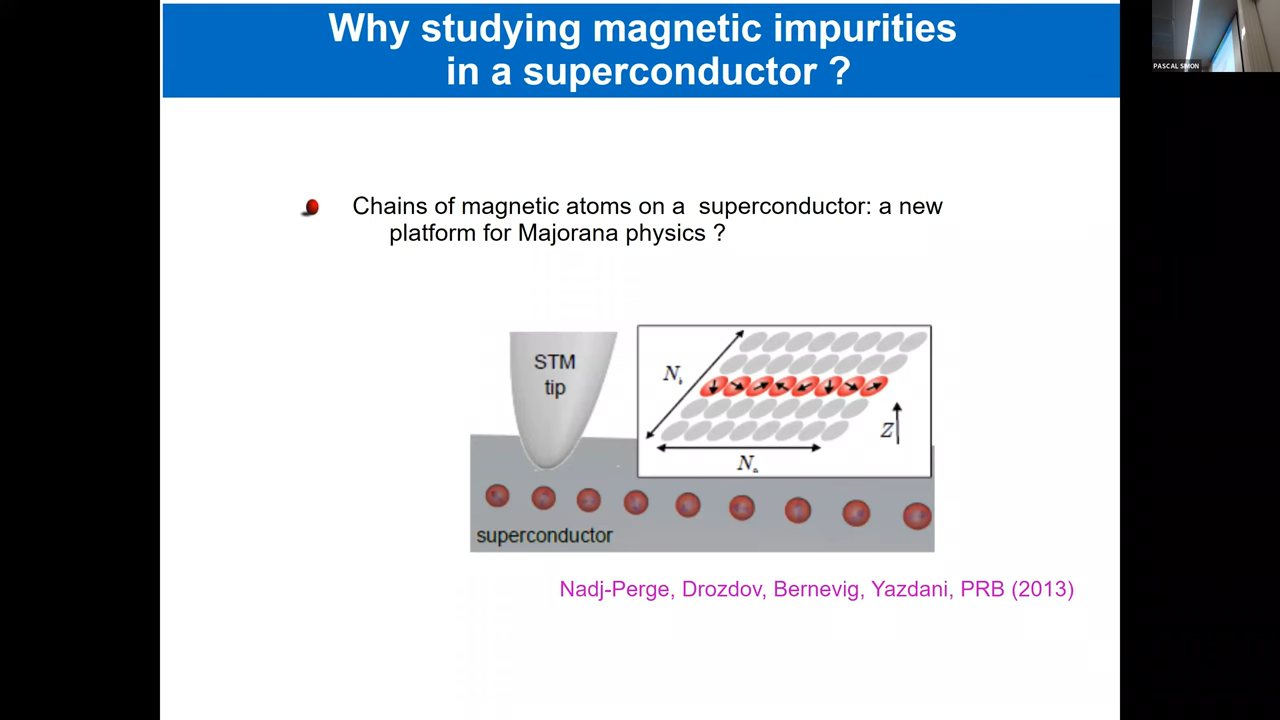 Why studying magnetic impurities
in a superconductor ?
PASCAL SIMON
Chains of magnetic atoms on a superconductor: a new
platform for Majorana physics ?
STM
tip
N
Z
N
superconductor
Nadj-Perge, Drozdov, Bernevig, Yazdani, PRB (2013)